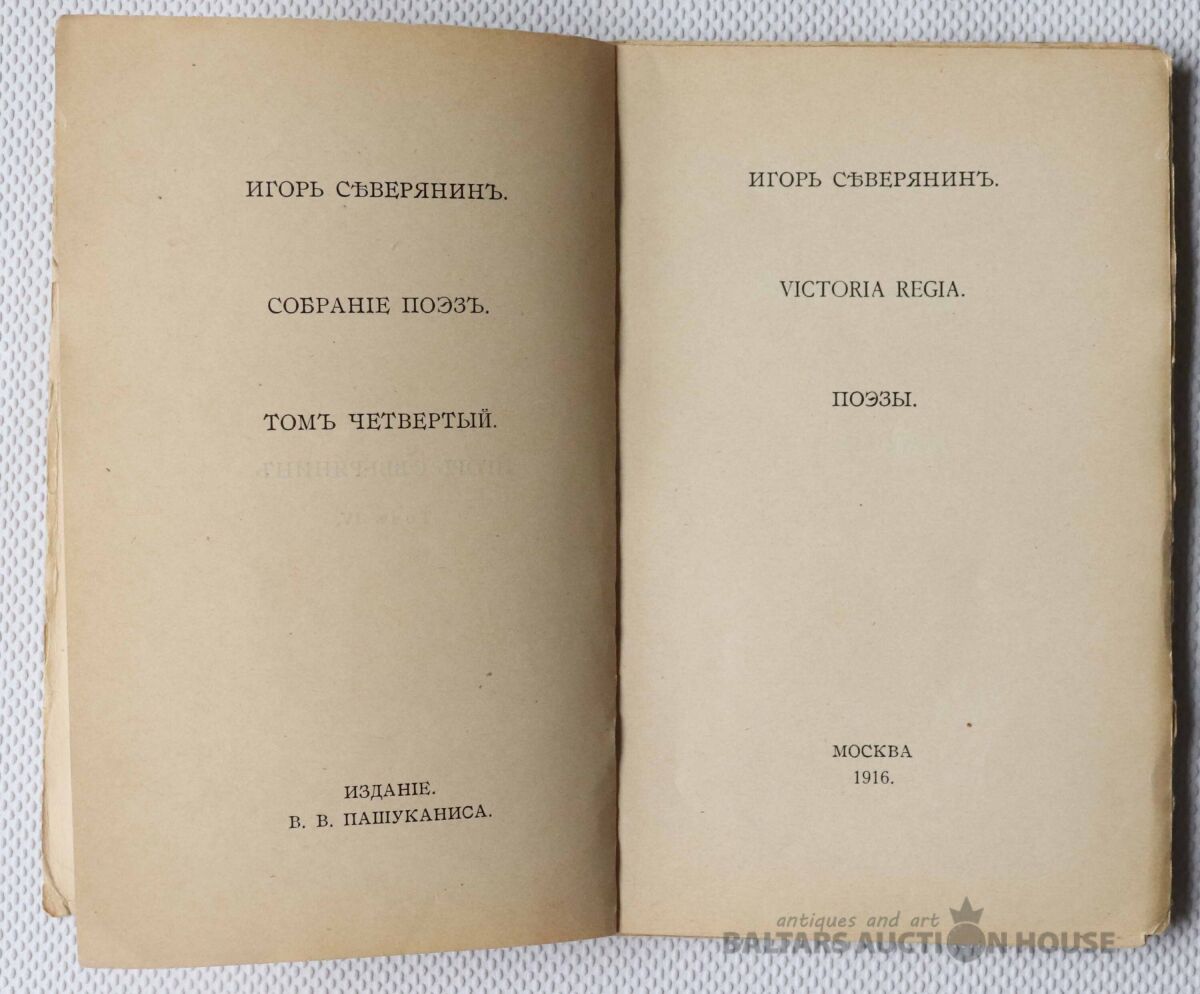 ИГОРЬ СѢВЕРЯНИНЪ.
СОБРАНІЕ ПОЭЗЪ.
ТОМЪ ЧЕТВЕРТЫЙ.
ИЗДАНІЕ.
В. В. ПАШУКАНИСА.
ИГОРЬ СѢВЕРЯНИНЪ.
VICTORIA REGIA.
ПОЭЗЫ.
МОСКВА
1916.
antiques and art
BALTARS AUCTION HOUSE